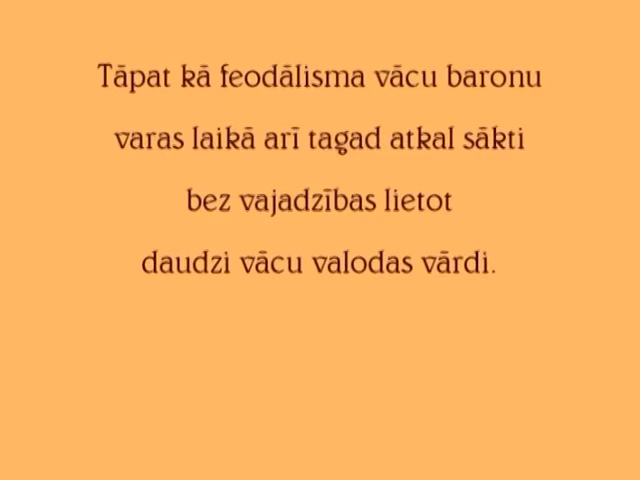 Tāpat kā feodālisma vācu baronu
varas laikā arī tagad atkal sākti
bez vajadzības lietot
daudzi vācu valodas vārdi.